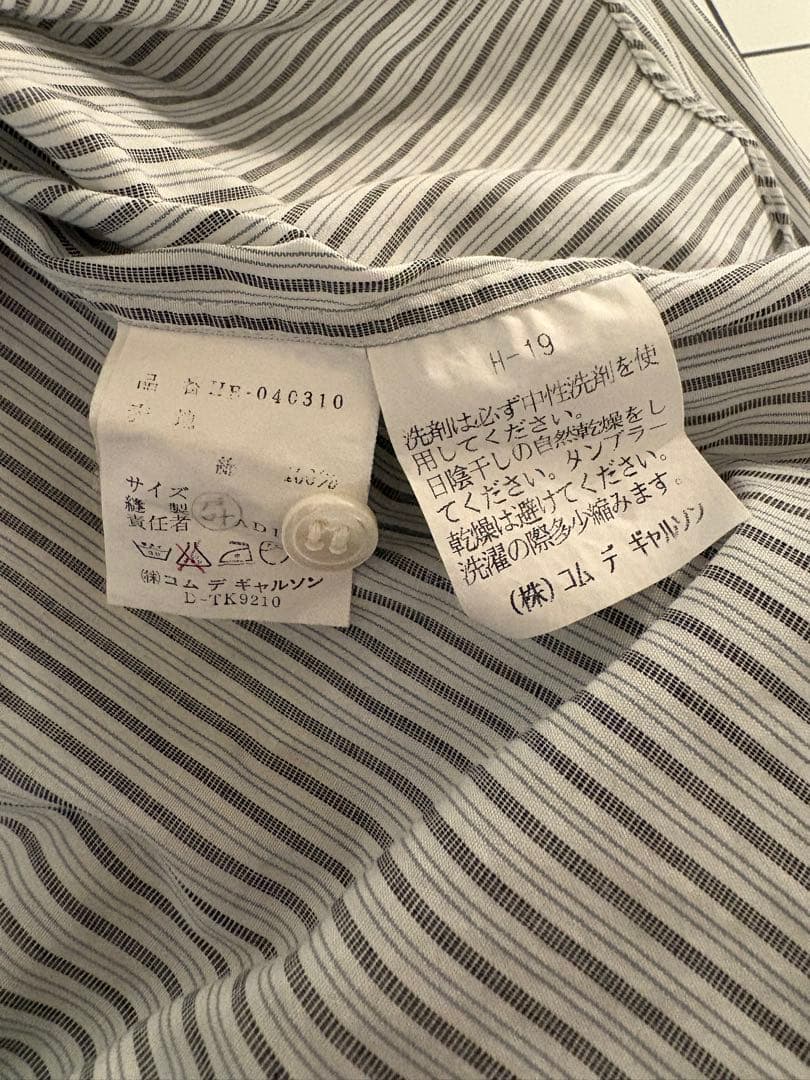 品 番 HB-040310
生 地
綿 100%
サイズ
縫 製
責任者
AD1
(株)コム デ ギャルソン
D-TK9210
H-19
洗剤は必ず中性洗剤を使
用してください。
日陰干しの自然乾燥をし
てください。タンブラー
乾燥は避けてください。
洗濯の際多少縮みます。
(株)コム デ ギャルソン